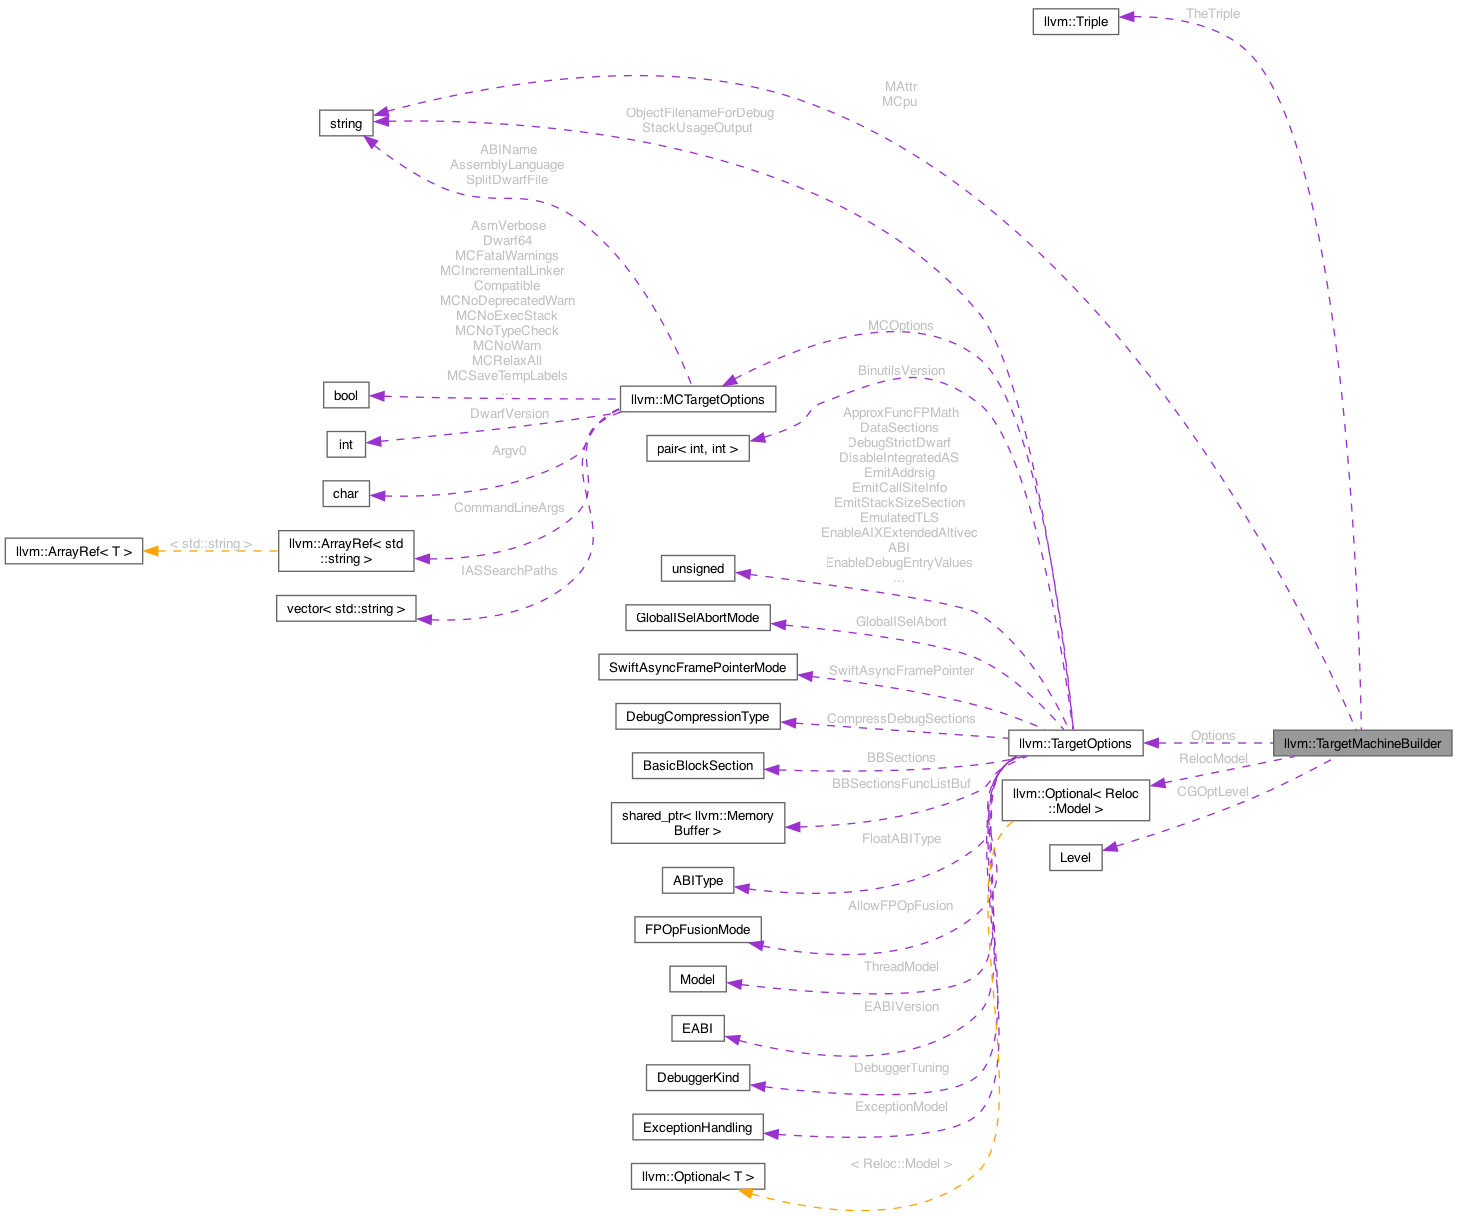 llvm::Triple
TheTriple
MAttr
MCpu
string
ObjectFilenameForDebug
StackUsageOutput
ABIName
AssemblyLanguage
SplitDwarfFile
AsmVerbose
Dwarf64
MCFatalWarnings
MCIncrementalLinker
Compatible
MCNoDeprecatedWarn
MCNoExecStack
MCNoTypeCheck
MCNoWarn
MCRelaxAll
MCSaveTempLabels
...
MCOptions
BinutilsVersion
bool
llvm::MCTargetOptions
DwarfVersion
int
pair< int, int >
Argv0
char
CommandLineArgs
ApproxFuncFPMath
DataSections
DebugStrictDwarf
DisableIntegratedAS
EmitAddrsig
EmitCallSiteInfo
EmitStackSizeSection
EmulatedTLS
EnableAIXExtendedAltivec
ABI
EnableDebugEntryValues
...
llvm::ArrayRef< T >
< std::string >
llvm::ArrayRef< std
::string >
IASSearchPaths
unsigned
vector< std::string >
GlobalISelAbortMode
GlobalISelAbort
SwiftAsyncFramePointerMode
SwiftAsyncFramePointer
DebugCompressionType
CompressDebugSections
llvm::TargetOptions
Options
llvm::TargetMachineBuilder
BasicBlockSection
BBSections
RelocModel
BBSectionsFuncListBuf
llvm::Optional< Reloc
::Model >
CGOptLevel
shared_ptr< llvm::Memory
Buffer >
FloatABIType
Level
ABIType
AllowFPOpFusion
FPOpFusionMode
ThreadModel
Model
EABIVersion
EABI
DebuggerTuning
DebuggerKind
ExceptionModel
ExceptionHandling
< Reloc::Model >
llvm::Optional< T >